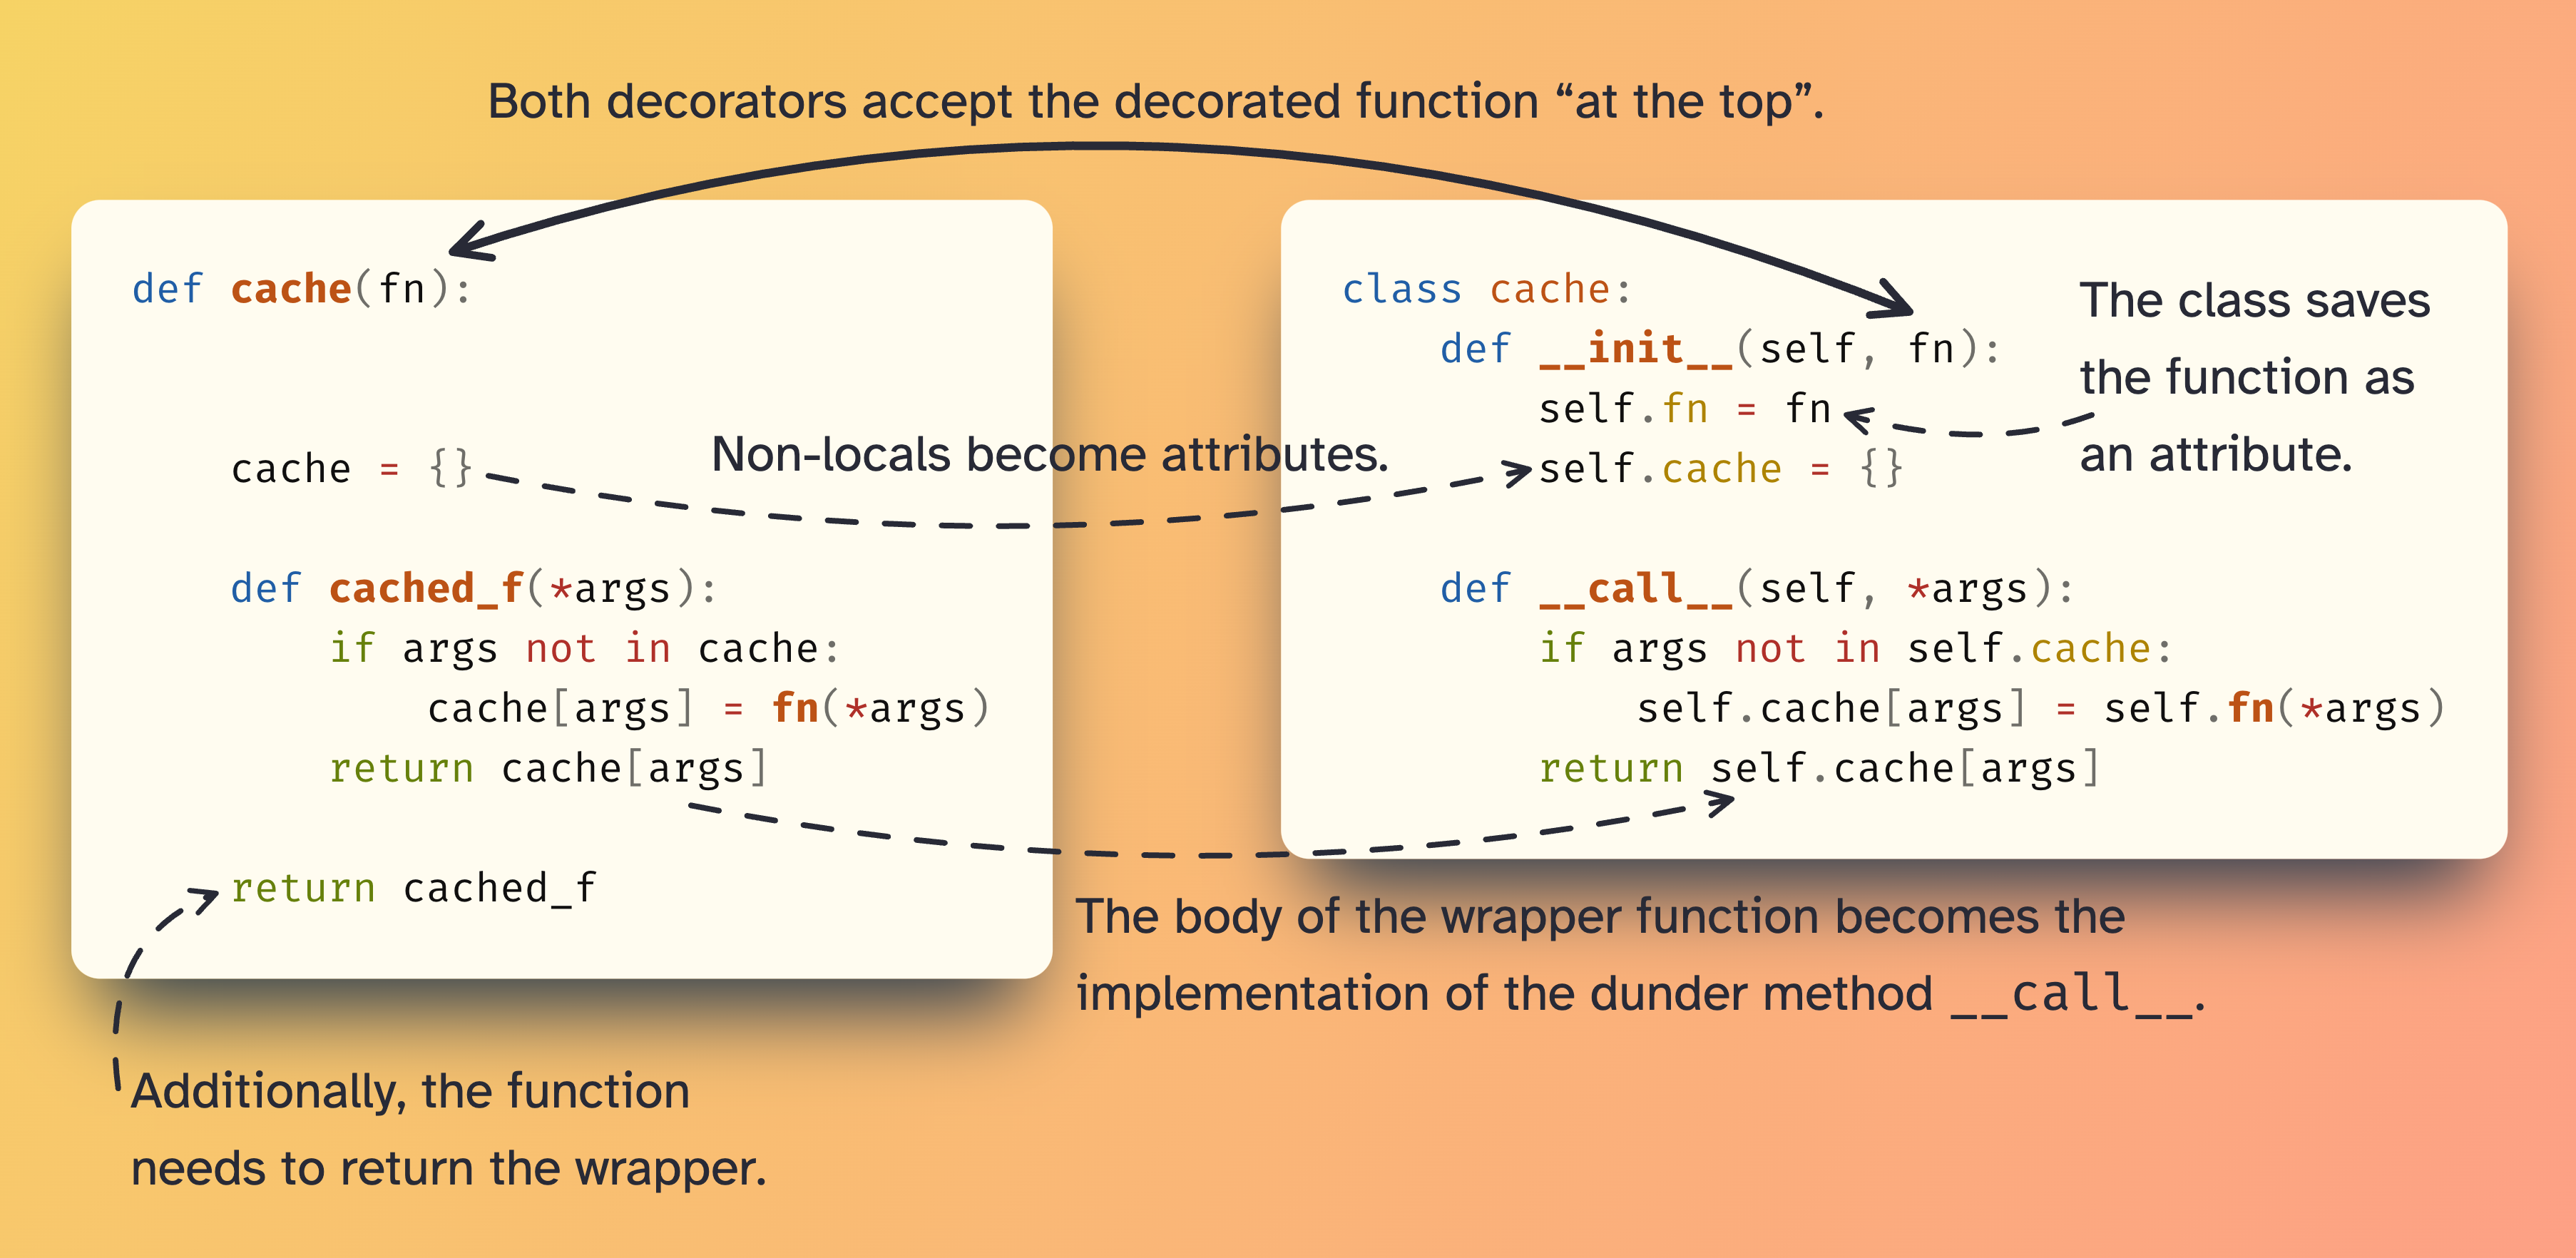 Both decorators accept the decorated function “at the top”.
def cache(fn):
    cache = {}
    def cached_f(*args):
        if args not in cache:
            cache[args] = fn(*args)
        return cache[args]
    return cached_f
Non-locals become attributes.
class cache:
    def __init__(self, fn):
        self.fn = fn
        self.cache = {}
    def __call__(self, *args):
        if args not in self.cache:
            self.cache[args] = self.fn(*args)
        return self.cache[args]
The class saves
the function as
an attribute.
The body of the wrapper function becomes the
implementation of the dunder method __call__.
Additionally, the function
needs to return the wrapper.